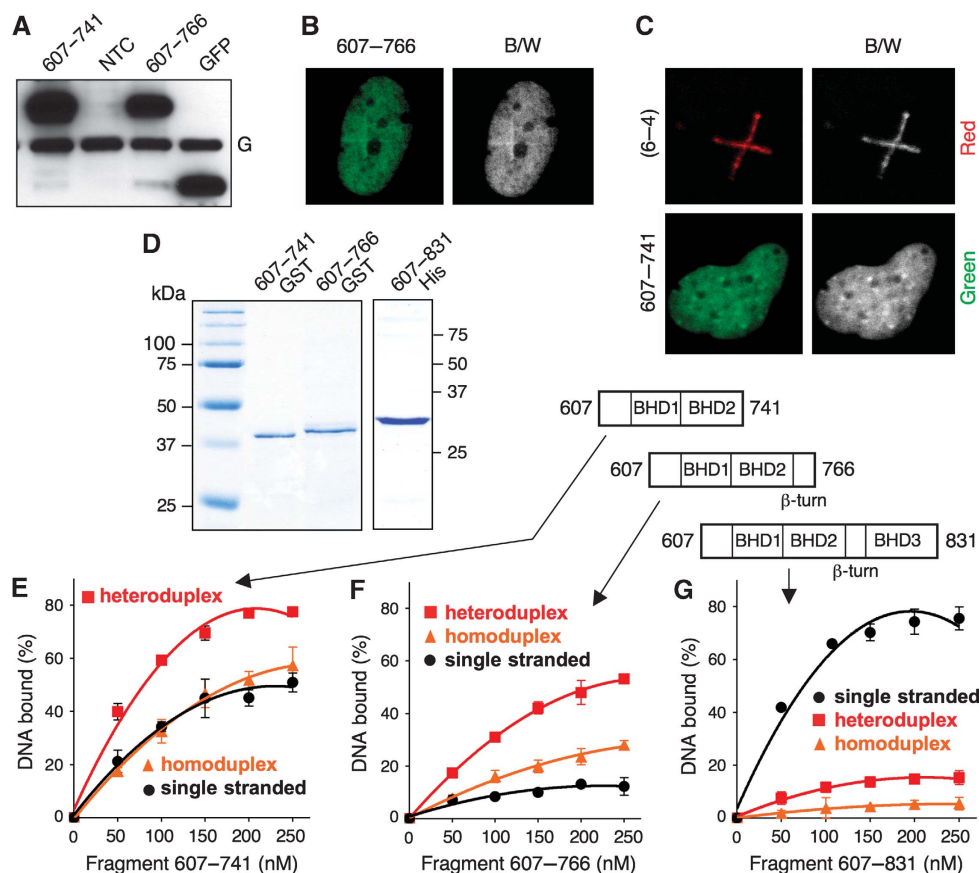 A
607–741
NTC
607–766
GFP
G
B
607–766
B/W
C
B/W
(6–4)
Red
607–741
Green
D
607–741
GST
607–766
GST
607–831
His
kDa
100
75
50
37
25
75
50
37
25
607 BHD1 BHD2 741
607 BHD1 BHD2 766
β-turn
607 BHD1 BHD2 BHD3 831
β-turn
E
DNA bound (%)
80
60
40
20
0
heteroduplex
homoduplex
single stranded
0 50 100 150 200 250
Fragment 607–741 (nM)
F
DNA bound (%)
80
60
40
20
0
heteroduplex
homoduplex
single stranded
0 50 100 150 200 250
Fragment 607–766 (nM)
G
DNA bound (%)
80
60
40
20
0
single stranded
heteroduplex
homoduplex
0 50 100 150 200 250
Fragment 607–831 (nM)